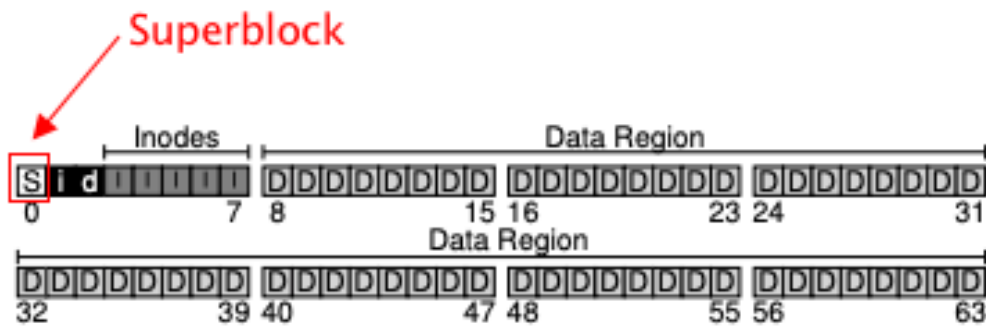 Superblock
Inodes Data Region
S i d I I I I I D D D D D D D D D D D D D D D D D D D D D D D D
0 7 8 15 16 23 24 31
Data Region
D D D D D D D D D D D D D D D D D D D D D D D D D D D D D D D D
32 39 40 47 48 55 56 63